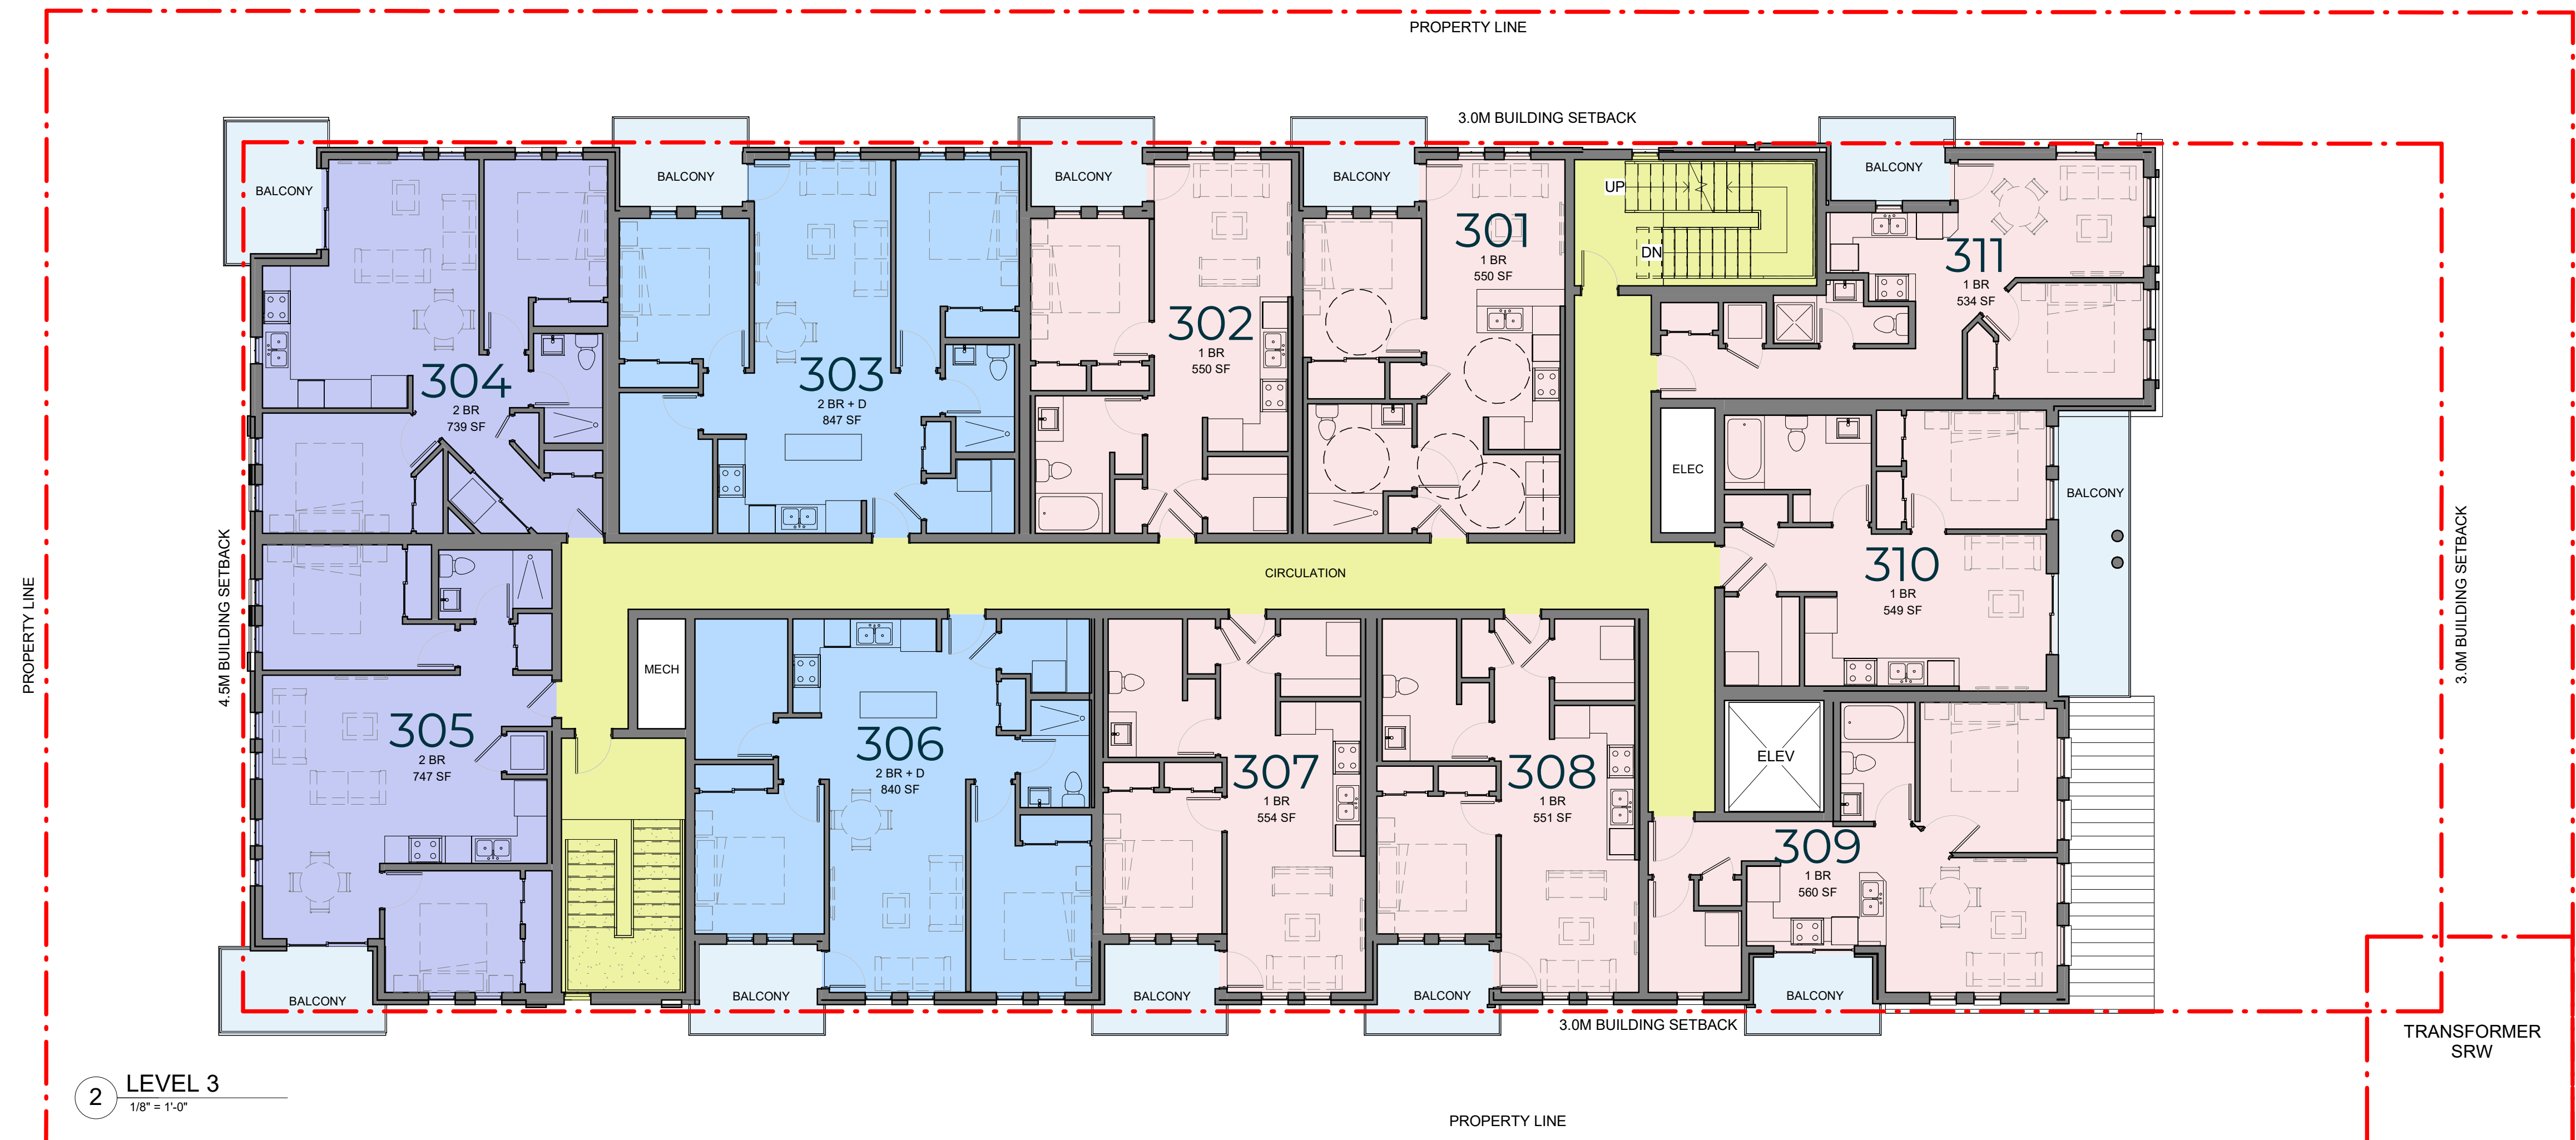 PROPERTY LINE
3.0M BUILDING SETBACK
BALCONY
BALCONY
BALCONY
BALCONY
BALCONY
UP
DN
301
1 BR
550 SF
311
1 BR
534 SF
302
1 BR
550 SF
303
2 BR + D
847 SF
304
2 BR
739 SF
ELEC
BALCONY
310
1 BR
549 SF
CIRCULATION
PROPERTY LINE
4.5M BUILDING SETBACK
3.0M BUILDING SETBACK
MECH
305
2 BR
747 SF
306
2 BR + D
840 SF
307
1 BR
554 SF
308
1 BR
551 SF
ELEV
309
1 BR
560 SF
BALCONY
BALCONY
BALCONY
BALCONY
BALCONY
3.0M BUILDING SETBACK
TRANSFORMER
SRW
2
LEVEL 3
1/8" = 1'-0"
PROPERTY LINE